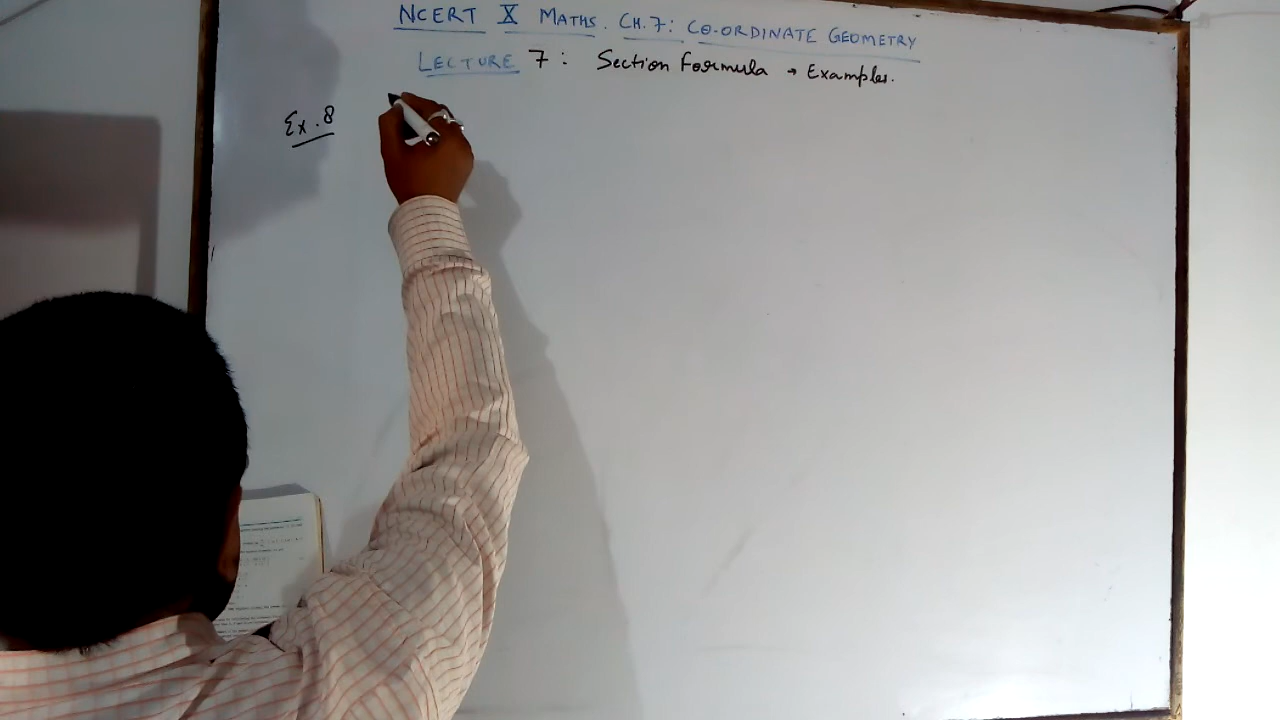 NCERT X MATHS. CH.7: CO-ORDINATE GEOMETRY
LECTURE 7: Section Formula → Examples.
Ex.8